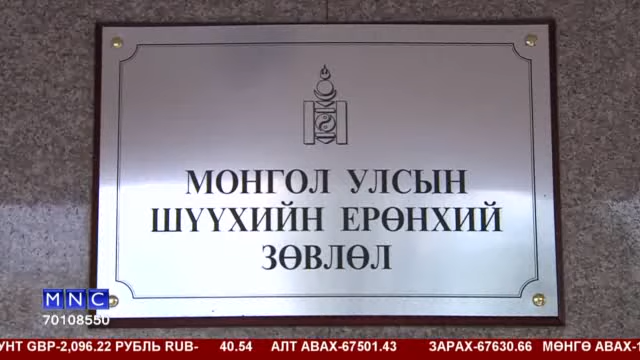 МОНГОЛ УЛСЫН
ШҮҮХИЙН ЕРӨНХИЙ
ЗӨВЛӨЛ
MNC
70108550
УНТ GBP-2,096.22 РУБЛЬ RUB- 40.54 АЛТ АВАХ-67501.43 ЗАРАХ-67630.66 МӨНГӨ АВАХ-